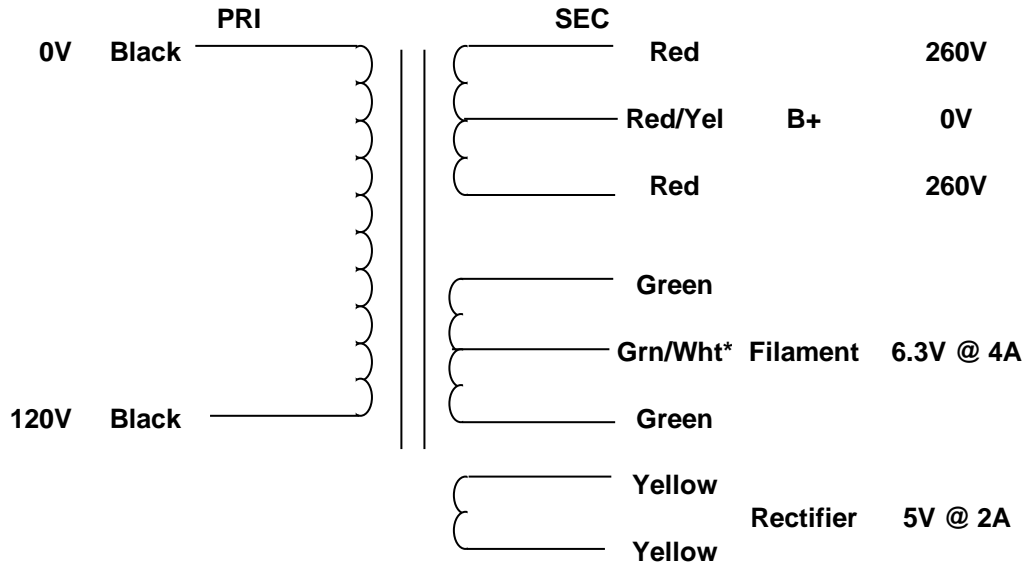 PRI SEC
0V Black Red 260V
Red/Yel B+ 0V
Red 260V
Green
Grn/Wht* Filament 6.3V @ 4A
120V Black Green
Yellow
Rectifier 5V @ 2A
Yellow